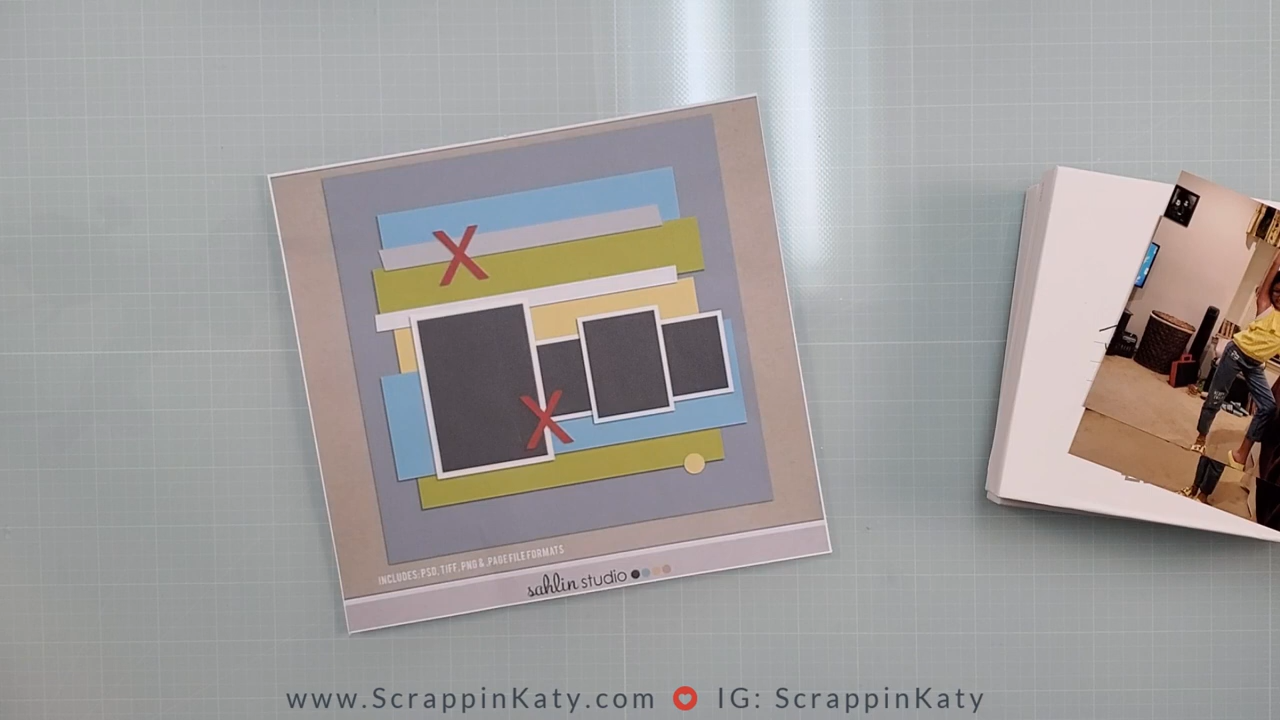 X
X
INCLUDES: PSD, TIFF, PNG & .PAGE FILE FORMATS
sahlin studio
www.ScrappinKaty.com IG: ScrappinKaty